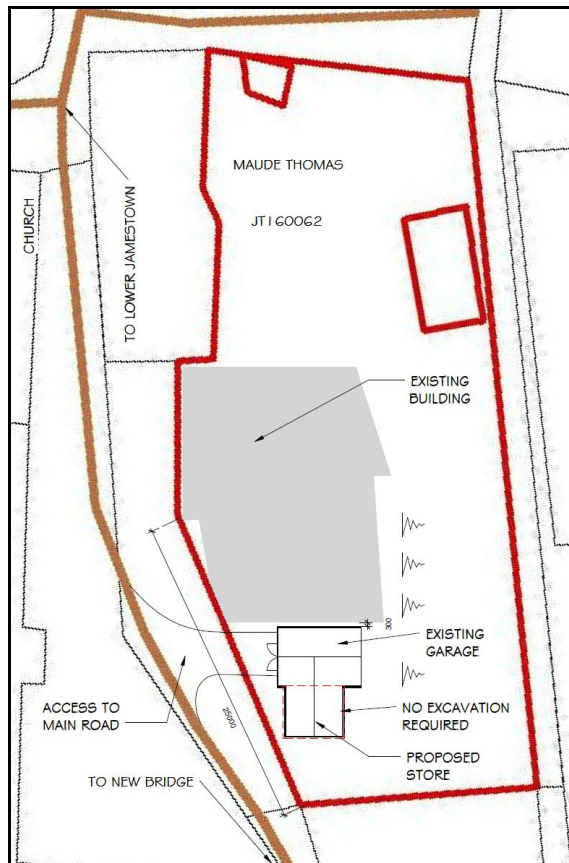 MAUDE THOMAS
JT160062
CHURCH
TO LOWER JAMESTOWN
EXISTING
BUILDING
300
EXISTING
GARAGE
ACCESS TO
MAIN ROAD
NO EXCAVATION
REQUIRED
25000
PROPOSED
STORE
TO NEW BRIDGE